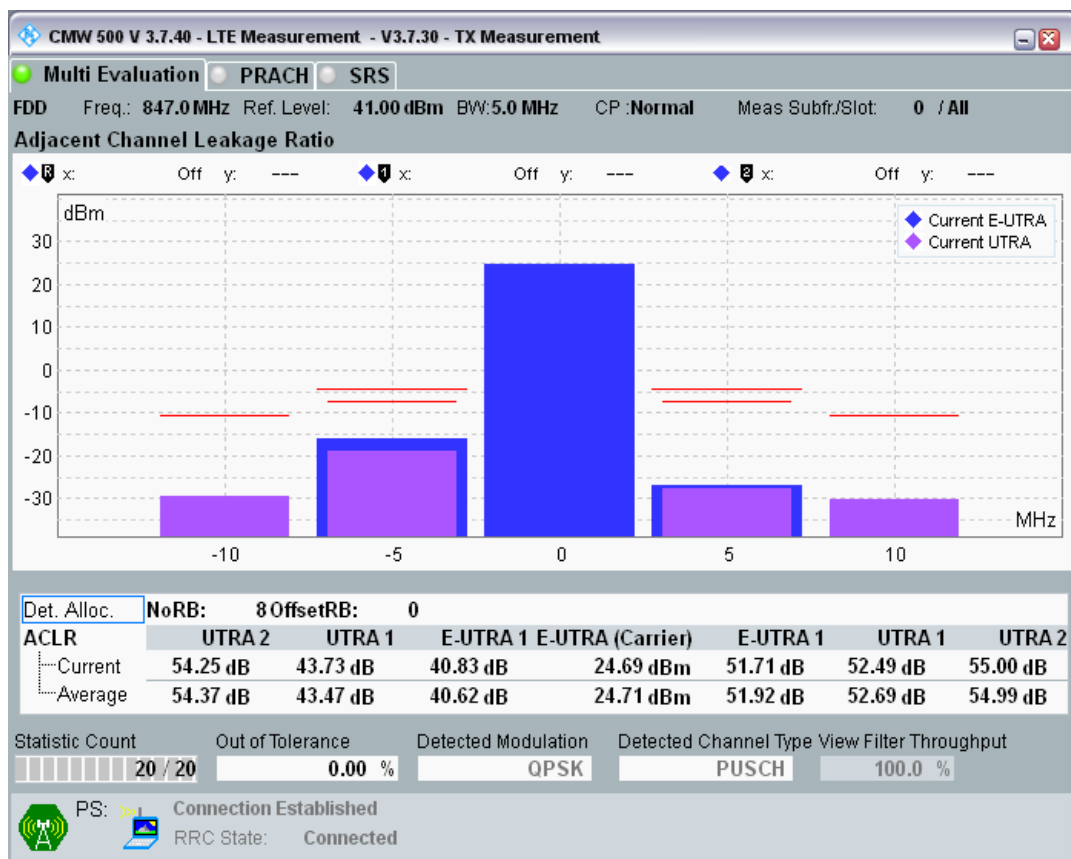 CMW 500 V 3.7.40 - LTE Measurement - V3.7.30 - TX Measurement
Multi Evaluation PRACH SRS
FDD Freq.: 847.0 MHz Ref. Level: 41.00 dBm BW:5.0 MHz CP :Normal Meas Subfr./Slot: 0 / All
Adjacent Channel Leakage Ratio
R x: Off y: --- 1 x: Off y: --- 2 x: Off y: ---
dBm
Current E-UTRA
Current UTRA
30
20
10
0
-10
-20
-30
MHz
-10 -5 0 5 10
Det. Alloc. NoRB: 8 OffsetRB: 0
ACLR UTRA 2 UTRA 1 E-UTRA 1 E-UTRA (Carrier) E-UTRA 1 UTRA 1 UTRA 2
Current 54.25 dB 43.73 dB 40.83 dB 24.69 dBm 51.71 dB 52.49 dB 55.00 dB
Average 54.37 dB 43.47 dB 40.62 dB 24.71 dBm 51.92 dB 52.69 dB 54.99 dB
Statistic Count Out of Tolerance Detected Modulation Detected Channel Type View Filter Throughput
20 / 20 0.00 % QPSK PUSCH 100.0 %
PS: Connection Established
RRC State: Connected